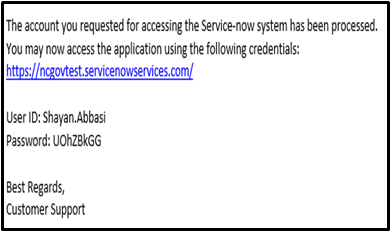 The account you requested for accessing the Service-now system has been processed.
You may now access the application using the following credentials:
https://ncgovtest.servicenowservices.com/
User ID: Shayan.Abbasi
Password: UOhZBkGG
Best Regards,
Customer Support